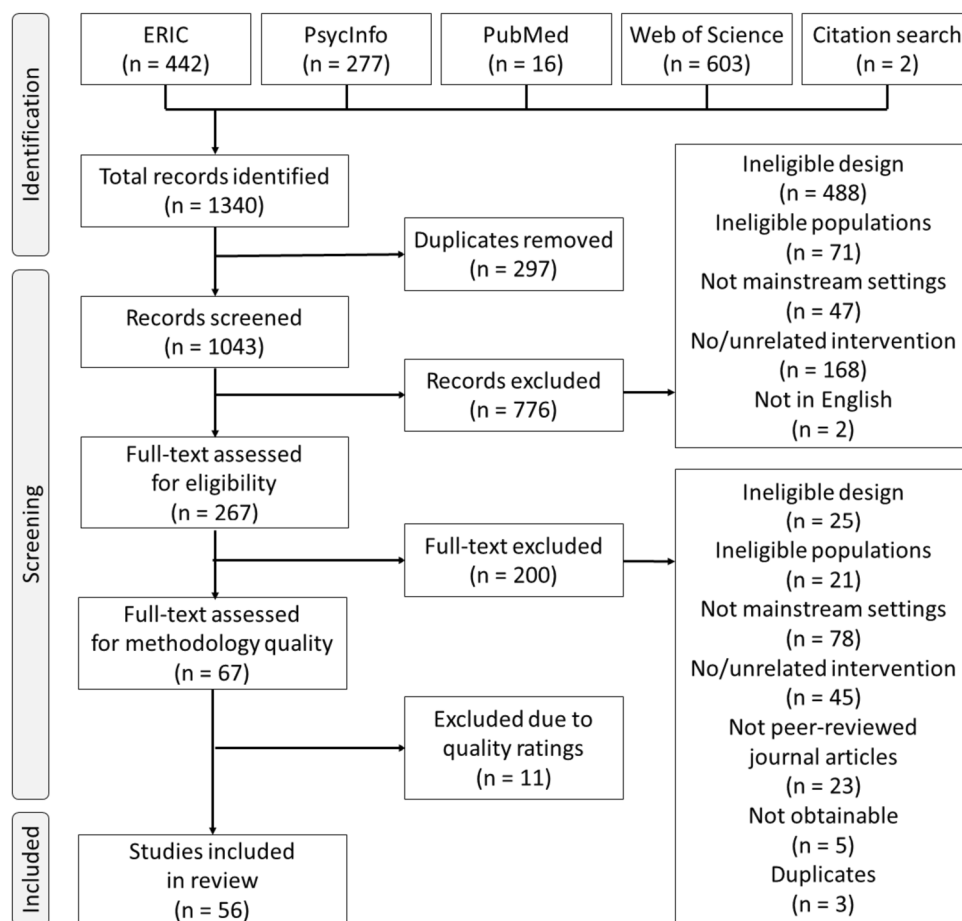 Identification
ERIC
(n = 442)
PsycInfo
(n = 277)
PubMed
(n = 16)
Web of Science
(n = 603)
Citation search
(n = 2)
Total records identified
(n = 1340)
Duplicates removed
(n = 297)
Ineligible design
(n = 488)
Ineligible populations
(n = 71)
Not mainstream settings
(n = 47)
No/unrelated intervention
(n = 168)
Not in English
(n = 2)
Screening
Records screened
(n = 1043)
Records excluded
(n = 776)
Full-text assessed
for eligibility
(n = 267)
Full-text excluded
(n = 200)
Ineligible design
(n = 25)
Ineligible populations
(n = 21)
Not mainstream settings
(n = 78)
No/unrelated intervention
(n = 45)
Not peer-reviewed
journal articles
(n = 23)
Not obtainable
(n = 5)
Duplicates
(n = 3)
Full-text assessed
for methodology quality
(n = 67)
Excluded due to
quality ratings
(n = 11)
Included
Studies included
in review
(n = 56)